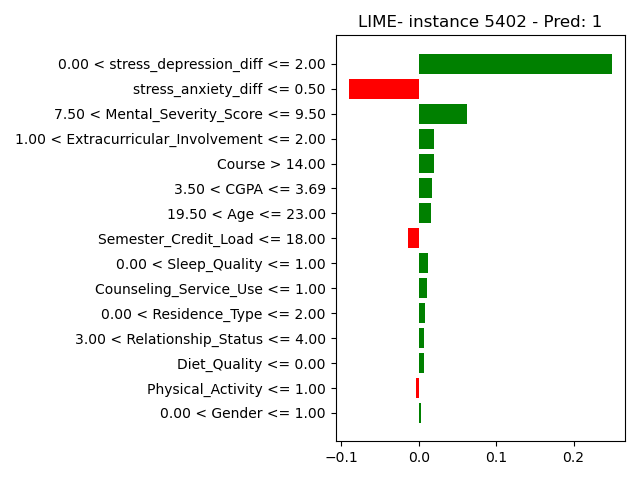 LIME- instance 5402 - Pred: 1
0.00 < stress_depression_diff <= 2.00
stress_anxiety_diff <= 0.50
7.50 < Mental_Severity_Score <= 9.50
1.00 < Extracurricular_Involvement <= 2.00
Course > 14.00
3.50 < CGPA <= 3.69
19.50 < Age <= 23.00
Semester_Credit_Load <= 18.00
0.00 < Sleep_Quality <= 1.00
Counseling_Service_Use <= 1.00
0.00 < Residence_Type <= 2.00
3.00 < Relationship_Status <= 4.00
Diet_Quality <= 0.00
Physical_Activity <= 1.00
0.00 < Gender <= 1.00
−0.1 0.0 0.1 0.2